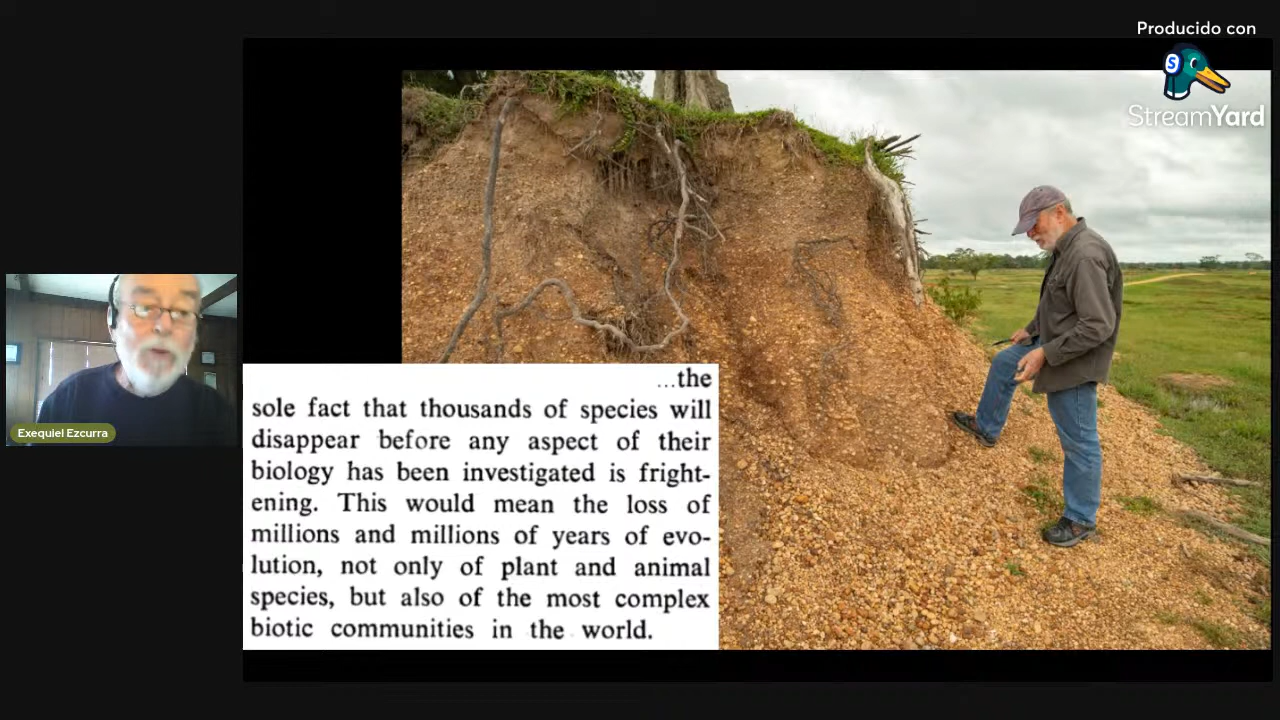 Producido con
StreamYard
...the
sole fact that thousands of species will
disappear before any aspect of their
biology has been investigated is fright-
ening. This would mean the loss of
millions and millions of years of evo-
lution, not only of plant and animal
species, but also of the most complex
biotic communities in the world.
Exequiel Ezcurra